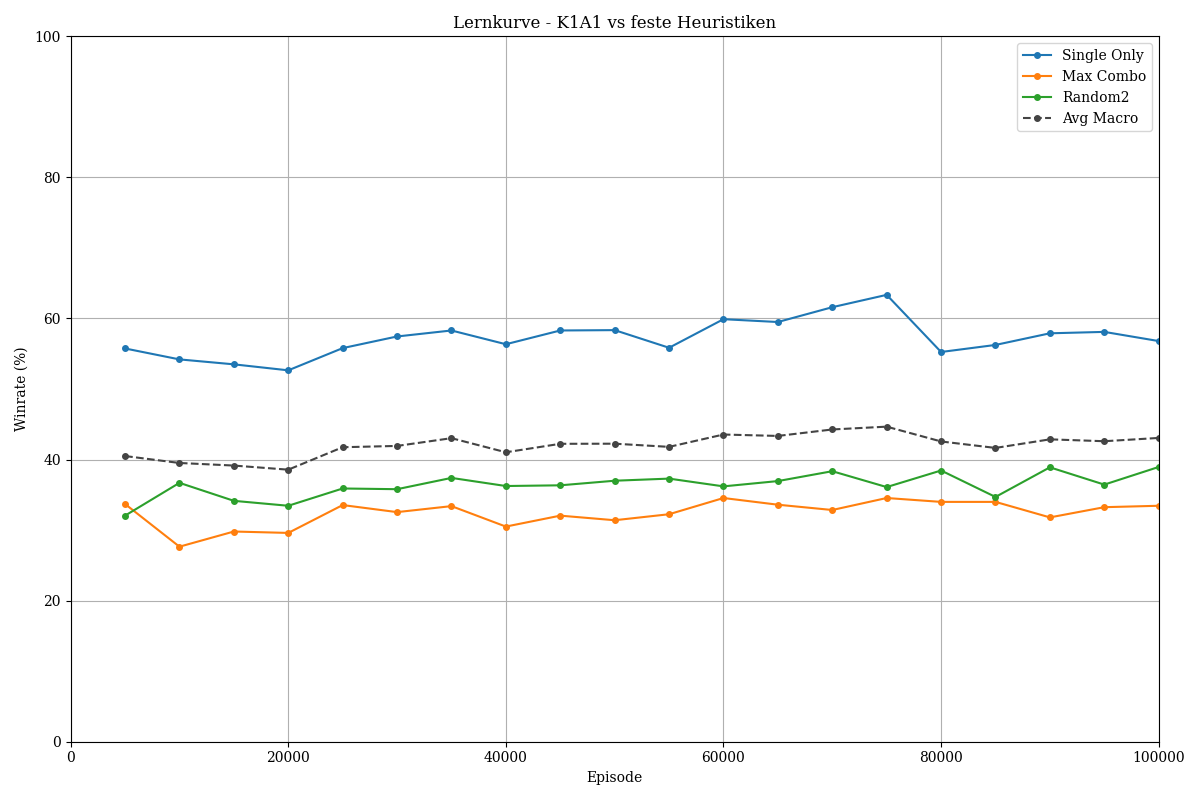 Lernkurve - K1A1 vs feste Heuristiken
100
80
60
40
20
0
Winrate (%)
Single Only
Max Combo
Random2
Avg Macro
0 20000 40000 60000 80000 100000
Episode